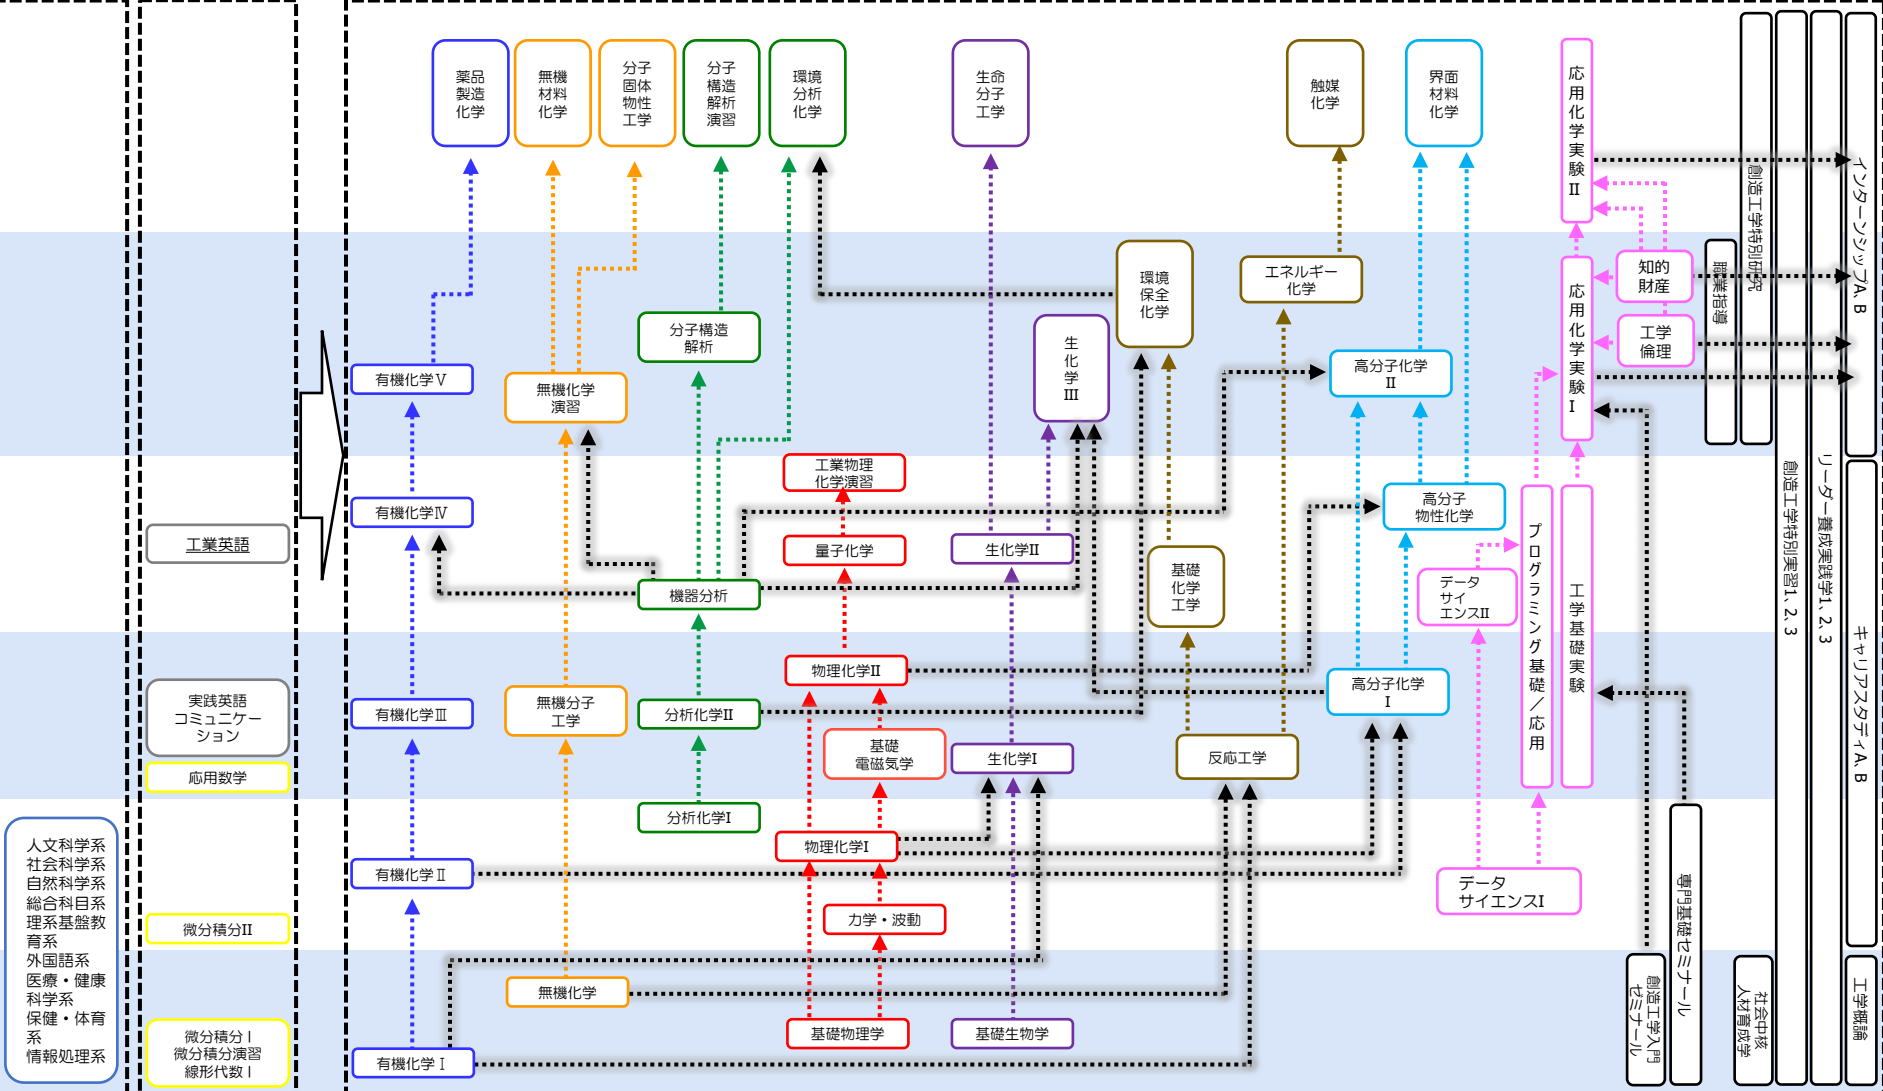 薬品
製造
化学
無機
材料
化学
分子
固体
物性
工学
分子
構造
解析
演習
環境
分析
化学
生命
分子
工学
触媒
化学
界面
材料
化学
応用化学実験II
創造工学特別研究
インターンシップA、B
職業指導
知的
財産
工学
倫理
応用化学実験I
環境
保全
化学
エネルギー
化学
分子構造
解析
生化学III
高分子化学
II
有機化学Ⅴ
無機化学
演習
工業物理
化学演習
高分子
物性化学
有機化学Ⅳ
工業英語
量子化学
生化学II
基礎
化学
工学
機器分析
データ
サイ
エンスII
プログラミング基礎／応用
工学基礎実験
創造工学特別実習1、2、3
リーダー養成実践学1、2、3
キャリアスタディA、B
物理化学II
高分子化学
I
実践英語
コミュニケー
ション
有機化学Ⅲ
無機分子
工学
分析化学II
基礎
電磁気学
生化学I
反応工学
応用数学
分析化学I
物理化学I
人文科学系
社会科学系
自然科学系
総合科目系
理系基盤教
育系
外国語系
医療・健康
科学系
保健・体育
系
情報処理系
有機化学Ⅱ
データ
サイエンスI
専門基礎セミナール
微分積分II
力学・波動
無機化学
創造工学入門
ゼミナール
社会中核
人材育成学
工学概論
微分積分Ⅰ
微分積分演習
線形代数Ⅰ
基礎物理学
基礎生物学
有機化学Ⅰ